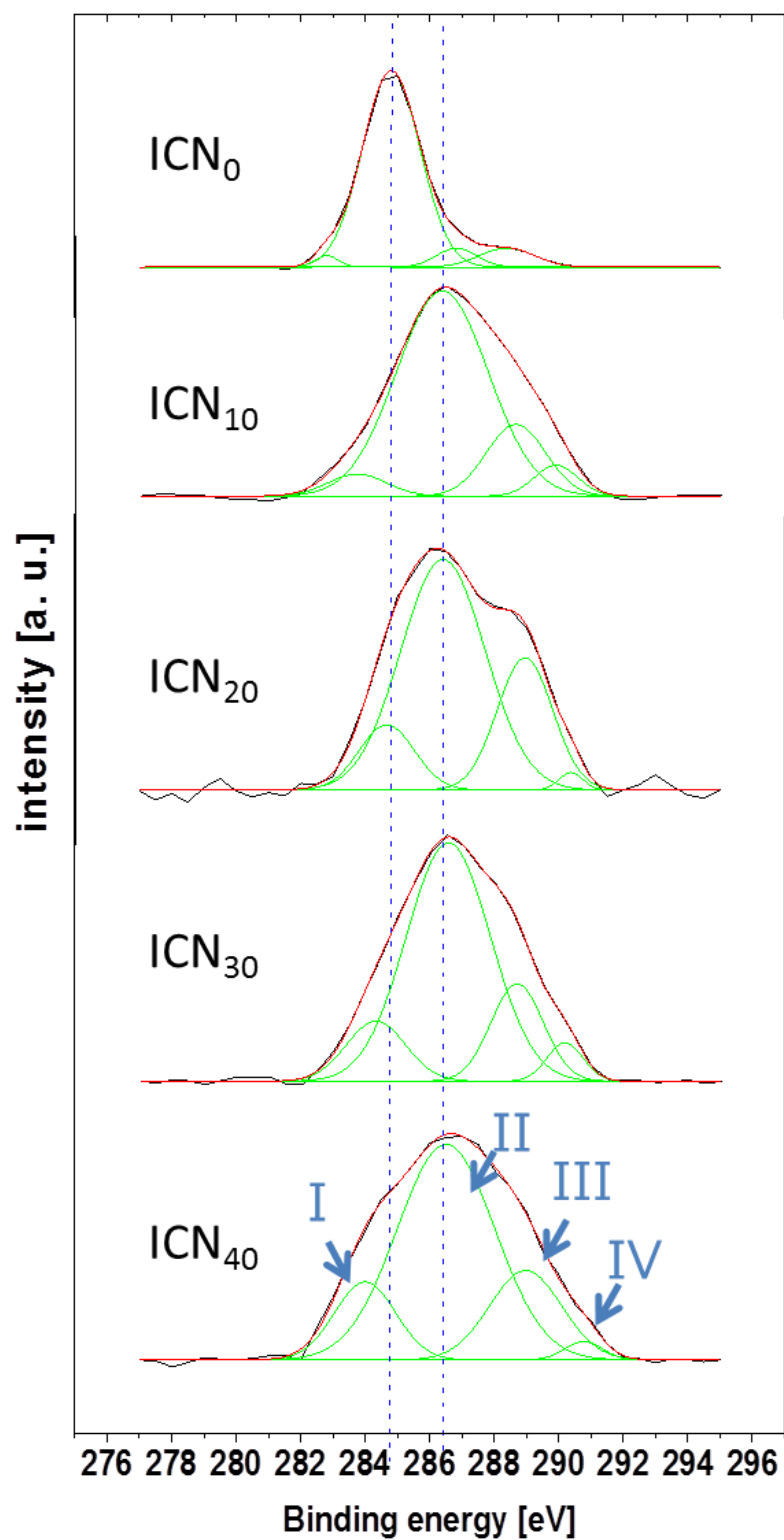 ICN₀
ICN₁₀
ICN₂₀
ICN₃₀
ICN₄₀
I
II
III
IV
intensity [a. u.]
276 278 280 282 284 286 288 290 292 294 296
Binding energy [eV]